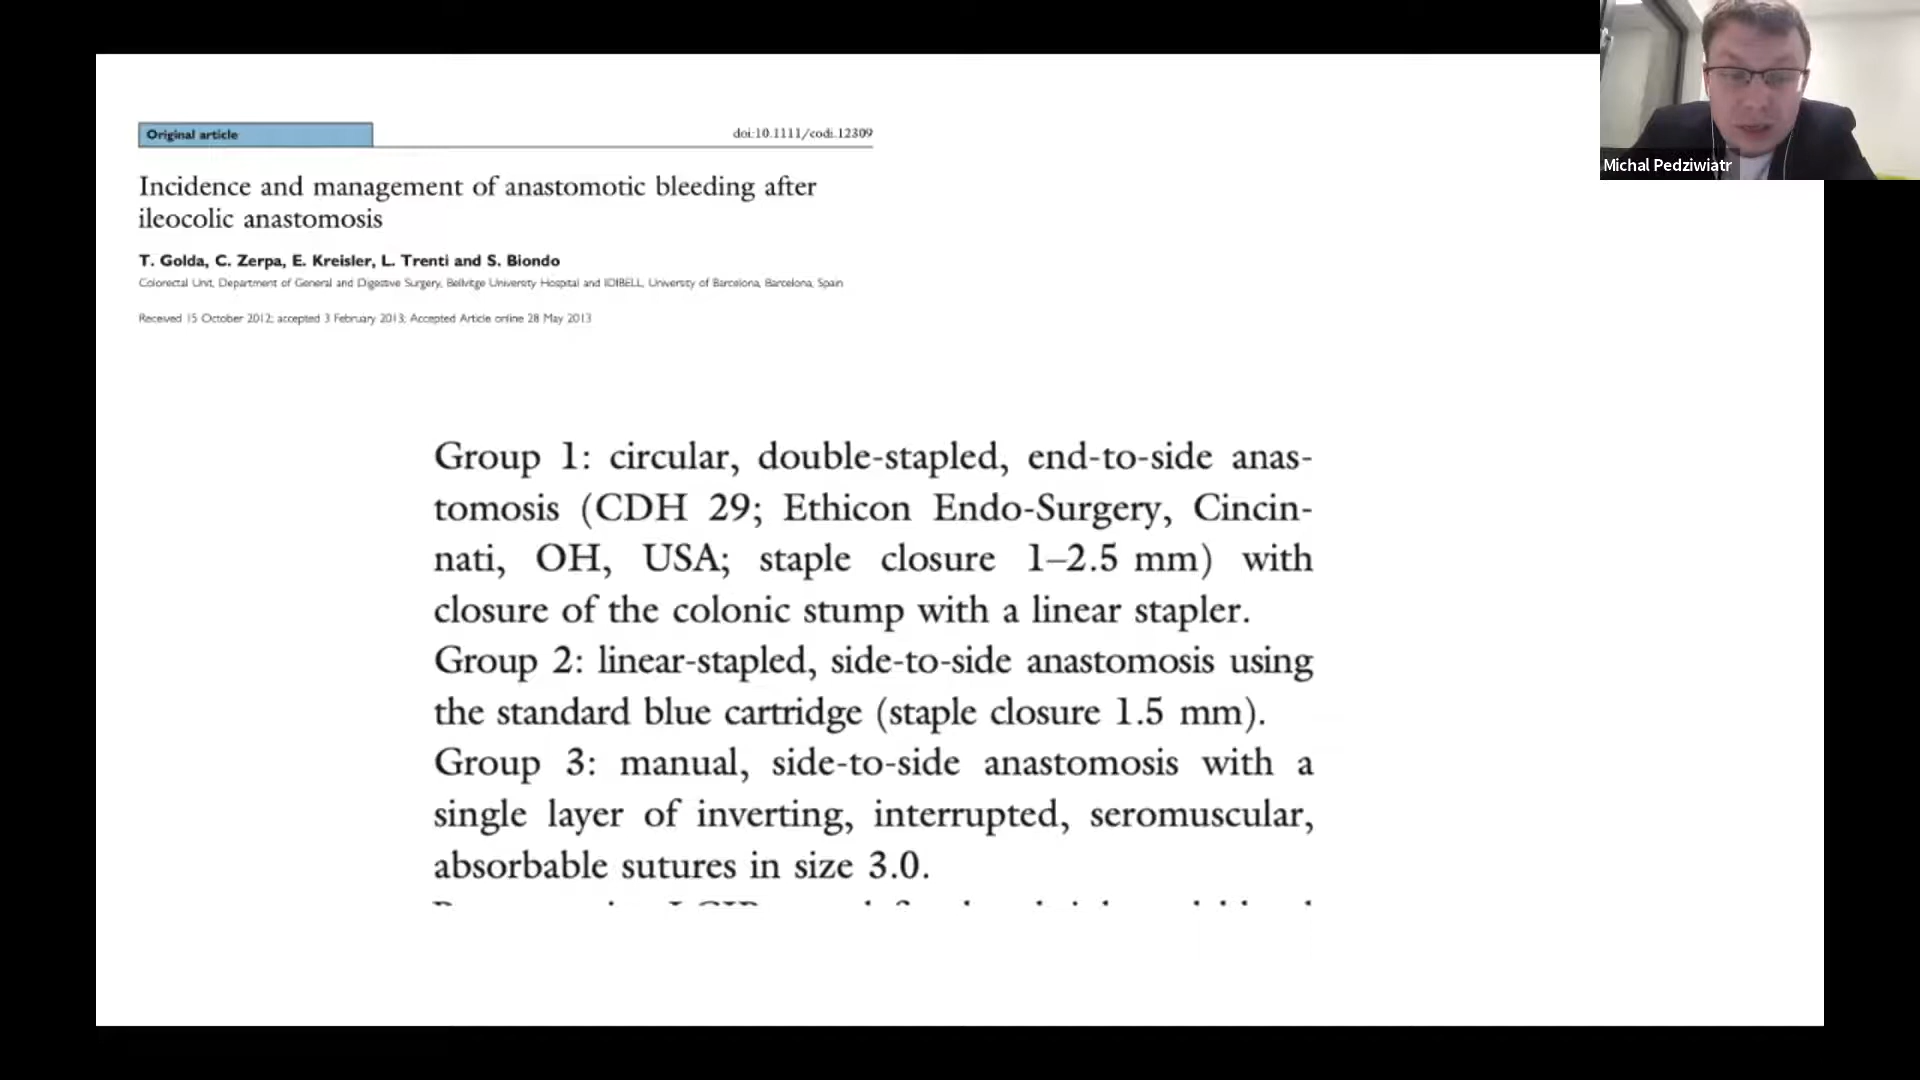 Original article
doi:10.1111/codi.12309
Incidence and management of anastomotic bleeding after
ileocolic anastomosis
T. Golda, C. Zerpa, E. Kreisler, L. Trenti and S. Biondo
Colorectal Unit, Department of General and Digestive Surgery, Bellvitge University Hospital and IDIBELL, University of Barcelona, Barcelona, Spain
Received 15 October 2012; accepted 3 February 2013; Accepted Article online 28 May 2013
Michal Pedziwiatr
Group 1: circular, double-stapled, end-to-side anas-
tomosis (CDH 29; Ethicon Endo-Surgery, Cincin-
nati, OH, USA; staple closure 1–2.5 mm) with
closure of the colonic stump with a linear stapler.
Group 2: linear-stapled, side-to-side anastomosis using
the standard blue cartridge (staple closure 1.5 mm).
Group 3: manual, side-to-side anastomosis with a
single layer of inverting, interrupted, seromuscular,
absorbable sutures in size 3.0.